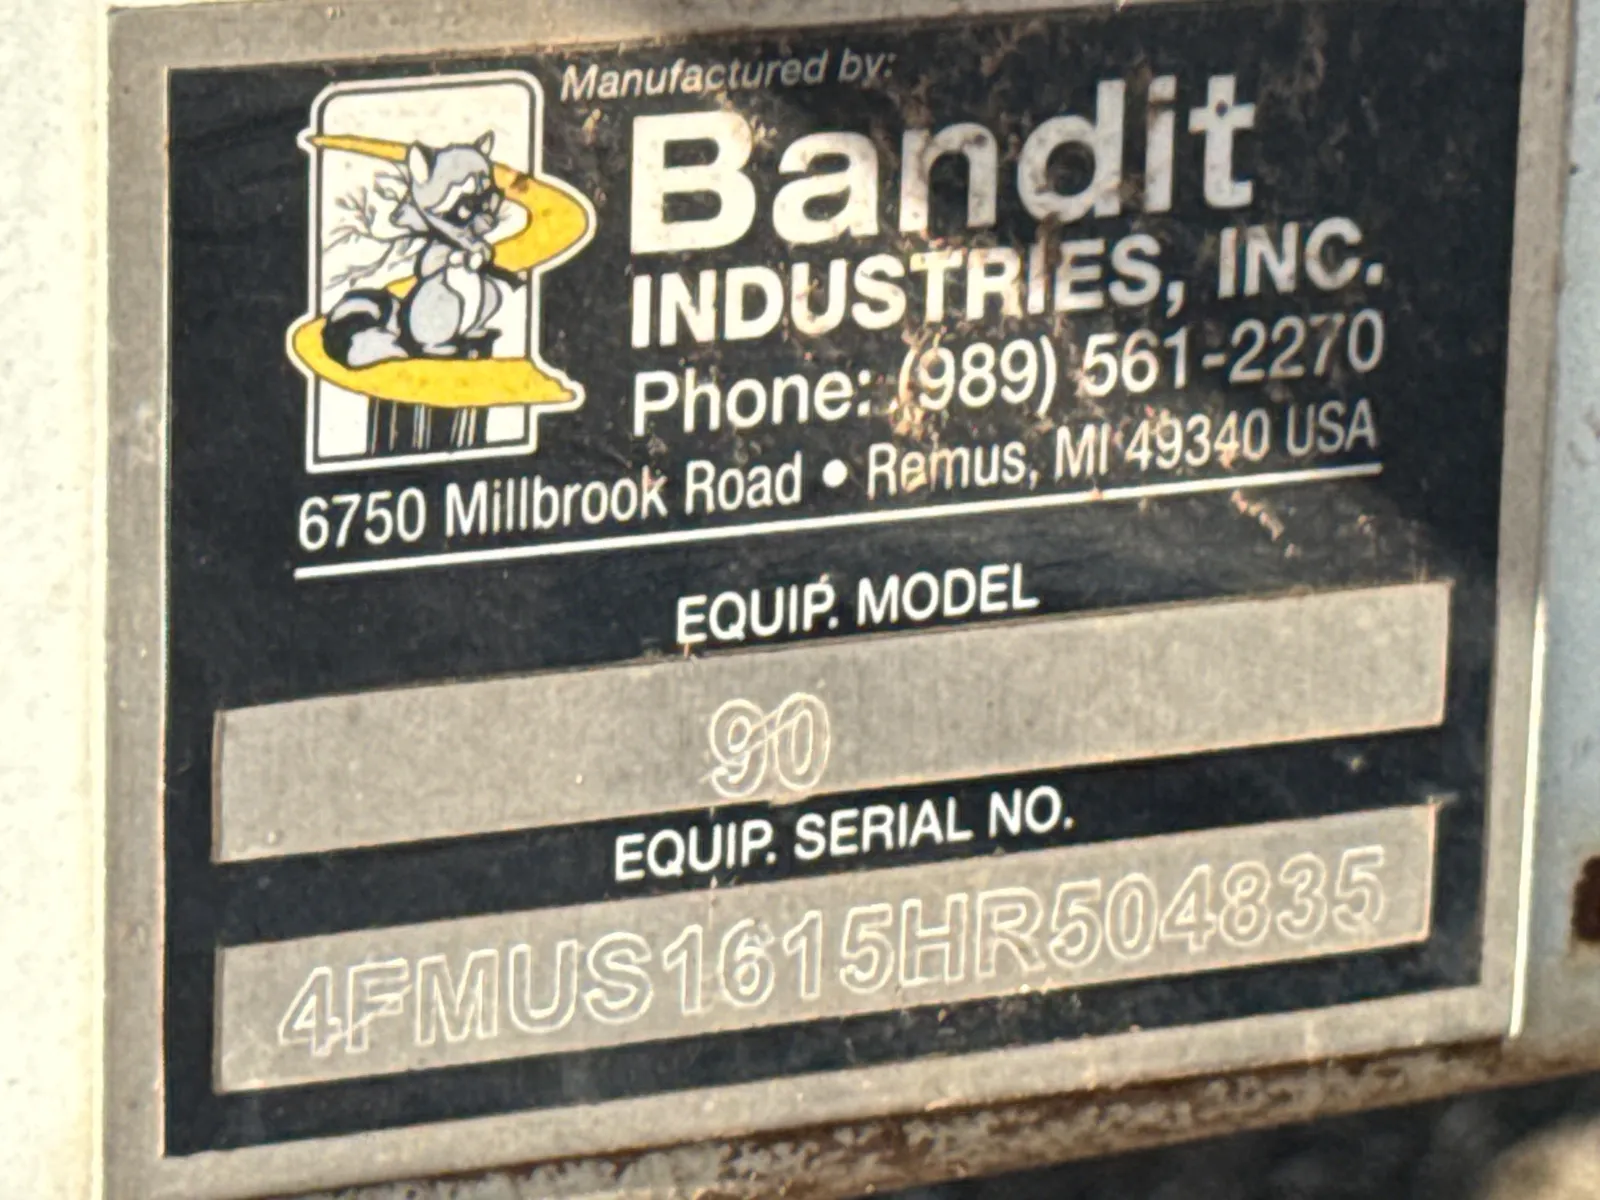 Manufactured by:
Bandit
INDUSTRIES, INC.
Phone: (989) 561-2270
6750 Millbrook Road • Remus, MI 49340 USA
EQUIP. MODEL
90
EQUIP. SERIAL NO.
4FMUS1615HR504835